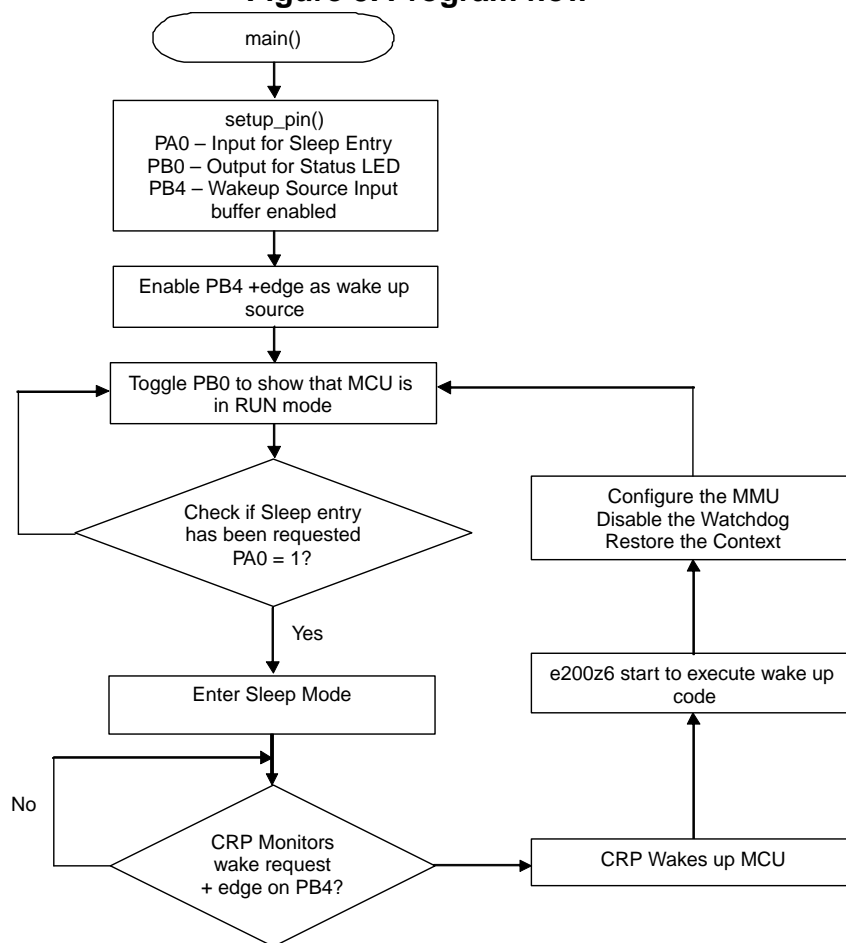 main()
setup_pin()
PA0 – Input for Sleep Entry
PB0 – Output for Status LED
PB4 – Wakeup Source Input
buffer enabled
Enable PB4 +edge as wake up
source
Toggle PB0 to show that MCU is
in RUN mode
Check if Sleep entry
has been requested
PA0 = 1?
Yes
Enter Sleep Mode
No
CRP Monitors
wake request
+ edge on PB4?
CRP Wakes up MCU
e200z6 start to execute wake up
code
Configure the MMU
Disable the Watchdog
Restore the Context